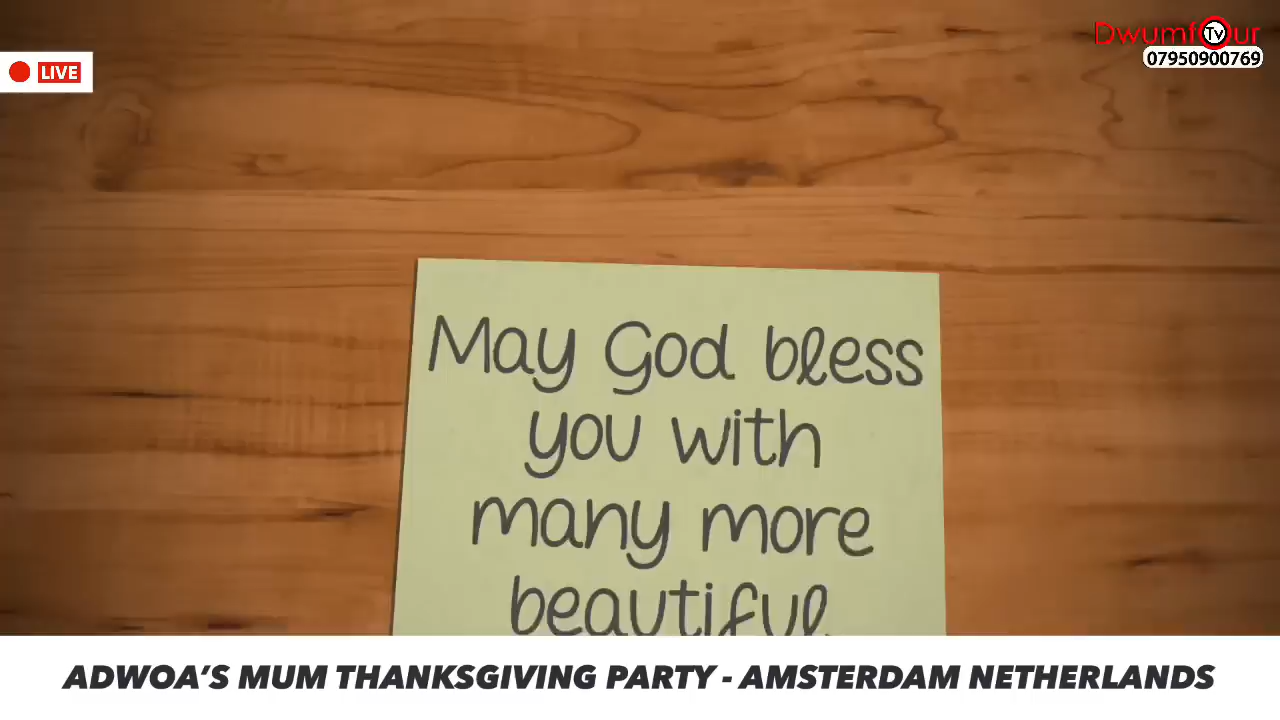 Dwumfour
Tv
07950900769
LIVE
May God bless
you with
many more
beautiful
ADWOA'S MUM THANKSGIVING PARTY - AMSTERDAM NETHERLANDS